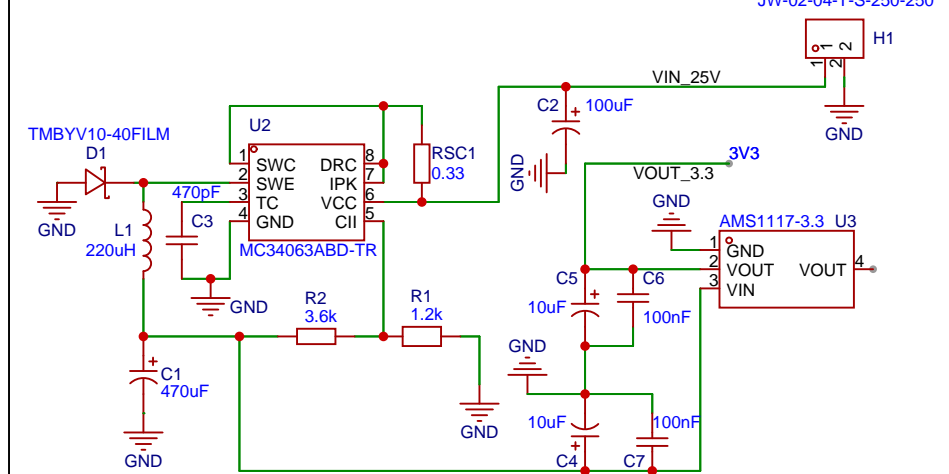 JW-02-04-T-S-250-250
1 2
H1
1
2
VIN_25V
C2
100uF
GND
GND
TMBYV10-40FILM
D1
GND
U2
1 SWC DRC 8
2 SWE IPK 7
3 TC VCC 6
4 GND CII 5
MC34063ABD-TR
RSC1
0.33
470pF
C3
GND
L1
220uH
3V3
VOUT_3.3
GND
AMS1117-3.3 U3
1 GND
2 VOUT VOUT 4
3 VIN
C5
10uF
C6
100nF
R2
3.6k
R1
1.2k
GND
GND
C1
470uF
GND
10uF
C4
100nF
C7